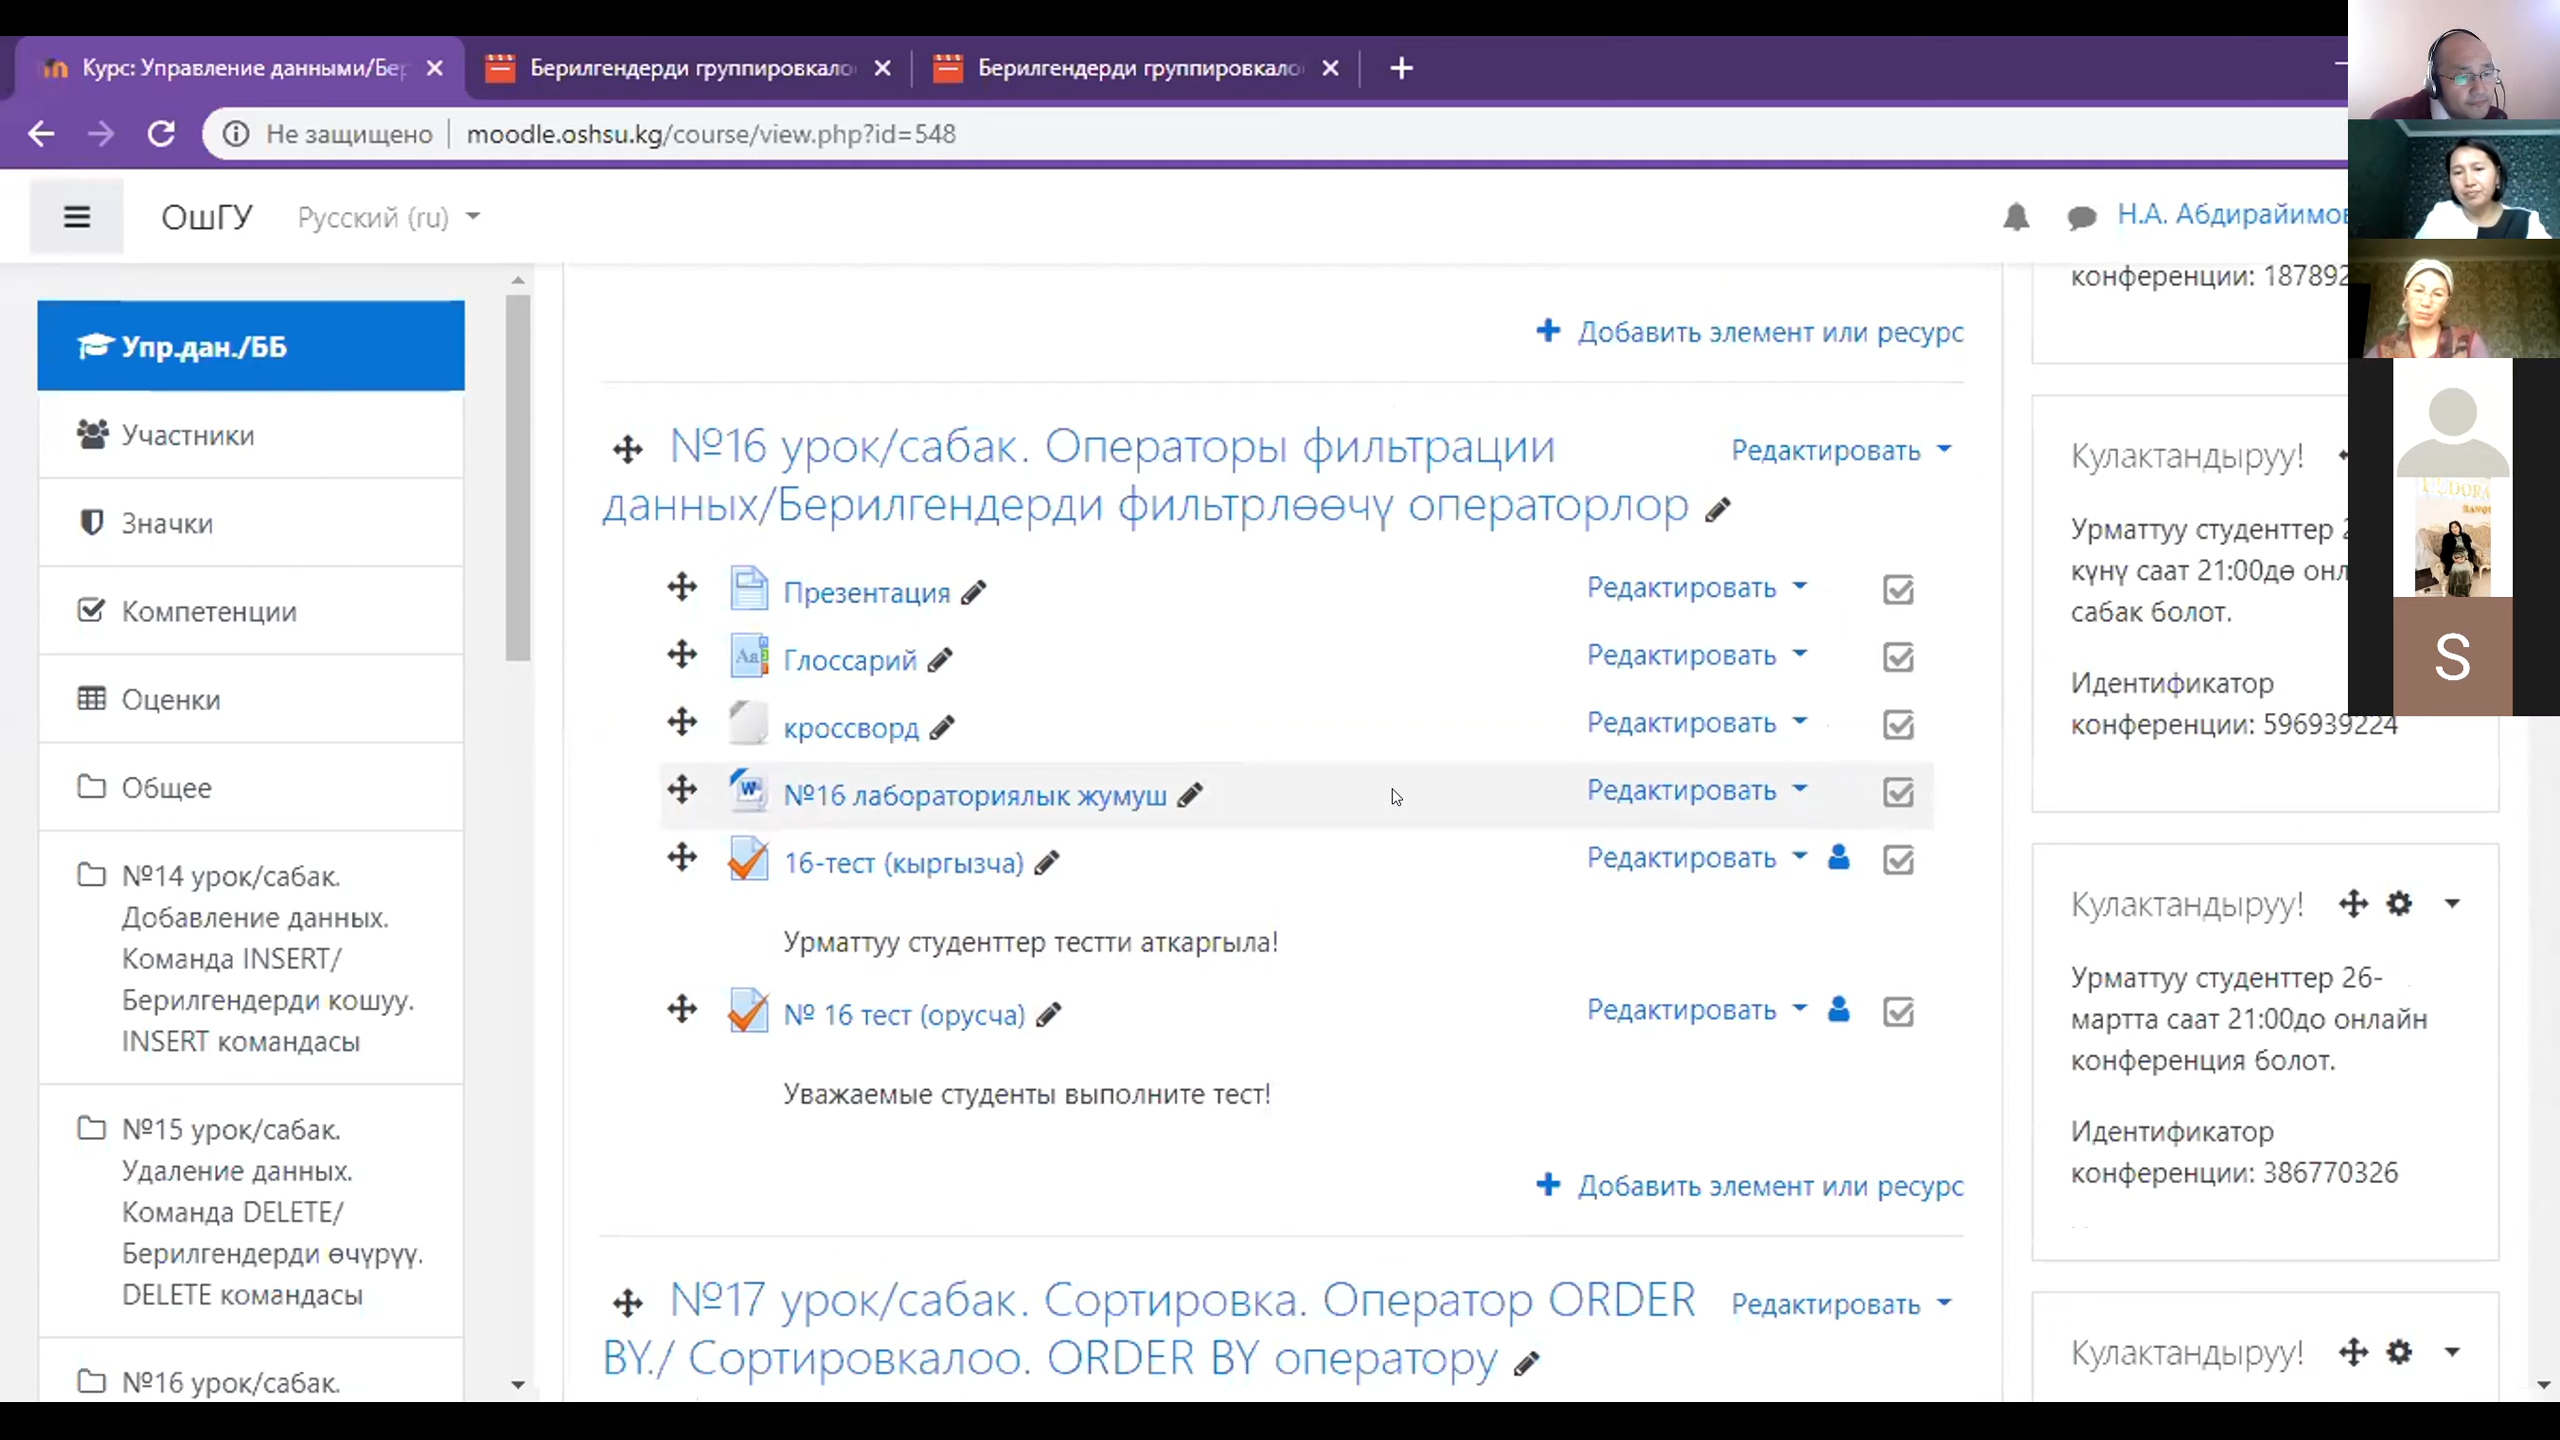 Курс: Управление данными/Бер
Берилгендерди группировкало
Берилгендерди группировкало
Не защищено
moodle.oshsu.kg/course/view.php?id=548
ОшГУ
Русский (ru)
Н.А. Абдирайимов
Упр.дан./ББ
Участники
Значки
Компетенции
Оценки
Общее
№14 урок/сабак.
Добавление данных.
Команда INSERT/
Берилгендерди кошуу.
INSERT командасы
№15 урок/сабак.
Удаление данных.
Команда DELETE/
Берилгендерди өчүрүү.
DELETE командасы
№16 урок/сабак.
Добавить элемент или ресурс
№16 урок/сабак. Операторы фильтрации
данных/Берилгендерди фильтрлөөчү операторлор
Редактировать
Презентация
Редактировать
Глоссарий
Редактировать
кроссворд
Редактировать
№16 лабораториялык жумуш
Редактировать
16-тест (кыргызча)
Редактировать
Урматтуу студенттер тестти аткаргыла!
№ 16 тест (орусча)
Редактировать
Уважаемые студенты выполните тест!
Добавить элемент или ресурс
№17 урок/сабак. Сортировка. Оператор ORDER
BY./ Сортировкалоо. ORDER BY оператору
Редактировать
конференции: 187892
Кулактандыруу!
Урматтуу студенттер
күнү саат 21:00дө онл
сабак болот.
Идентификатор
конференции: 596939224
Кулактандыруу!
Урматтуу студенттер 26-
мартта саат 21:00до онлайн
конференция болот.
Идентификатор
конференции: 386770326
Кулактандыруу!
S